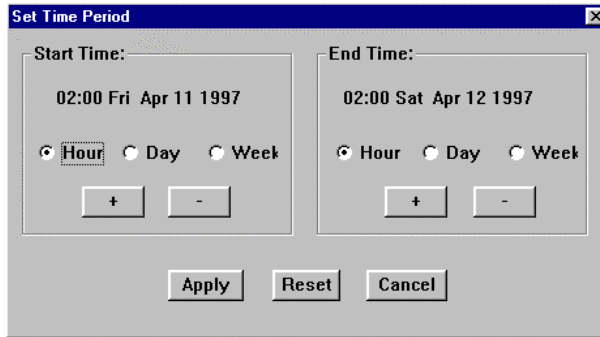 Set Time Period
Start Time:
02:00 Fri Apr 11 1997
Hour Day Week
+ -
End Time:
02:00 Sat Apr 12 1997
Hour Day Week
+ -
Apply Reset Cancel